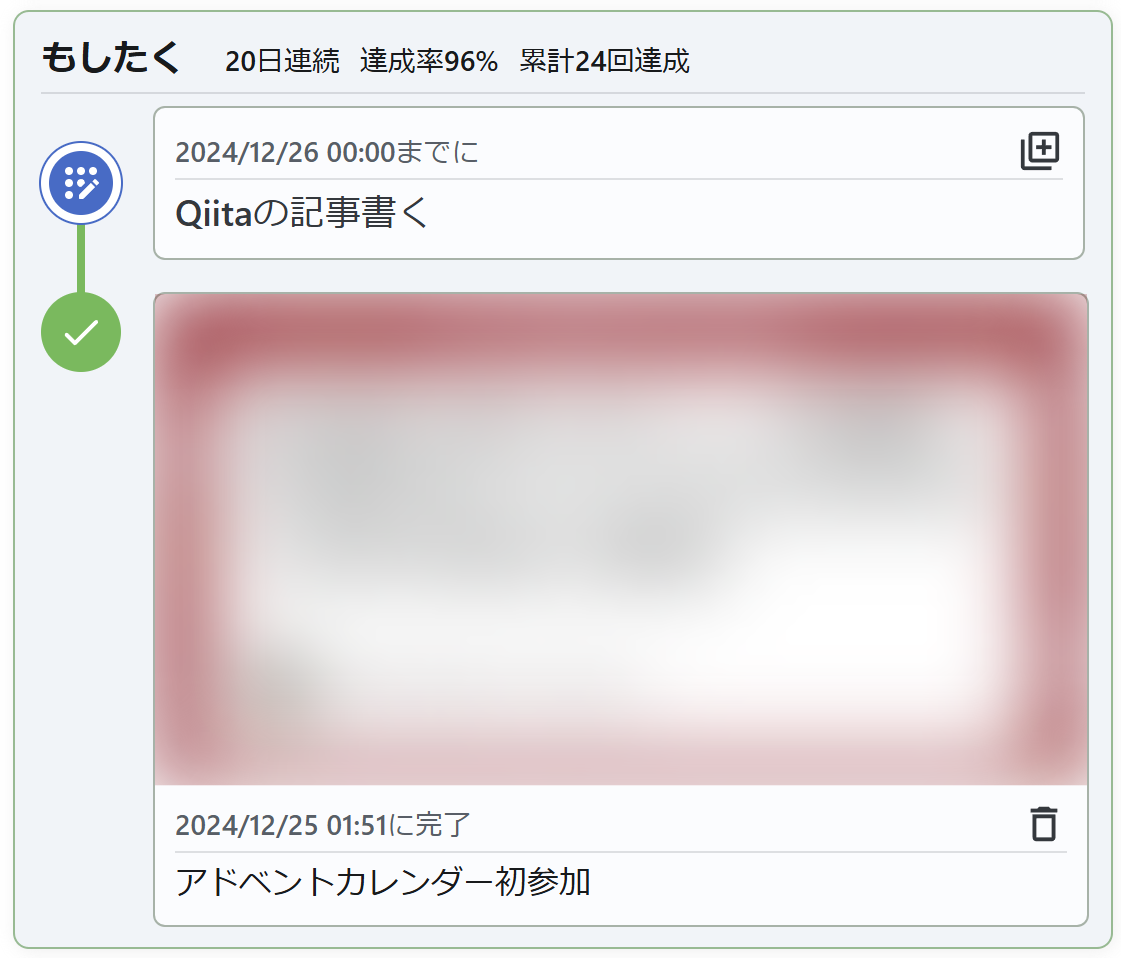 もしたく 20日連続 達成率96% 累計24回達成
2024/12/26 00:00までに
Qiitaの記事書く
2024/12/25 01:51に完了
アドベントカレンダー初参加